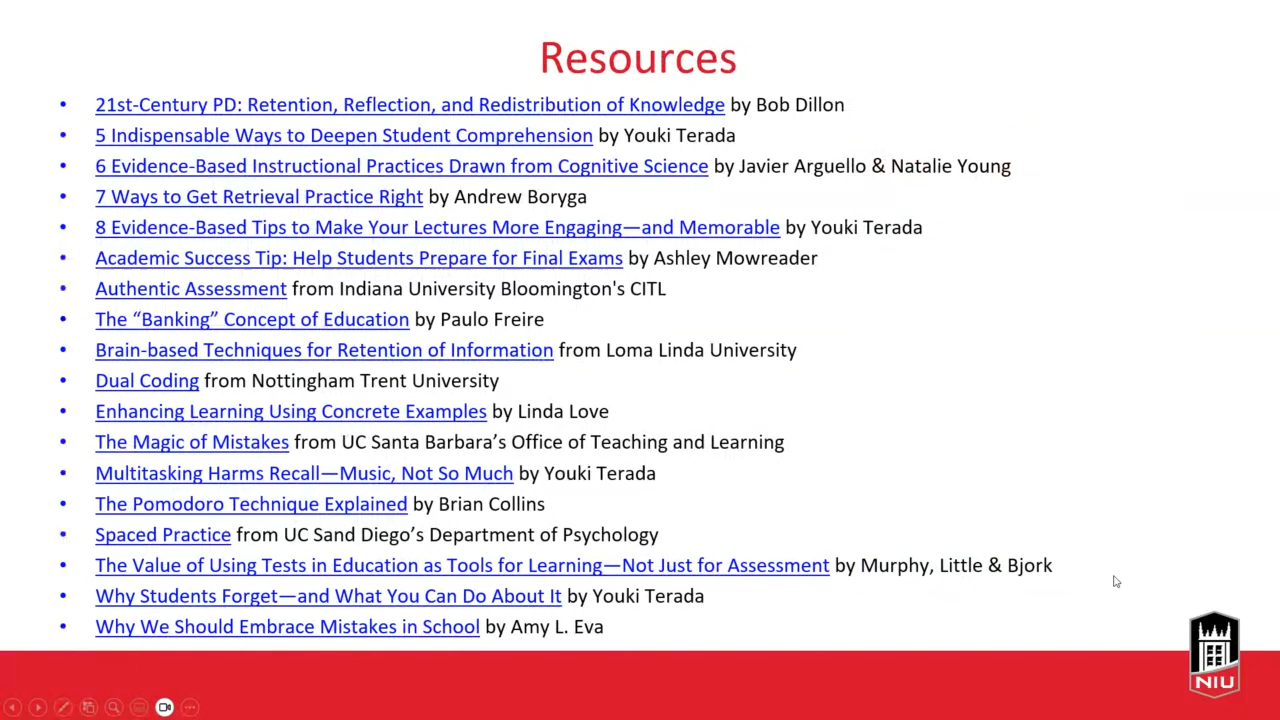 Resources
• 21st-Century PD: Retention, Reflection, and Redistribution of Knowledge by Bob Dillon
• 5 Indispensable Ways to Deepen Student Comprehension by Youki Terada
• 6 Evidence-Based Instructional Practices Drawn from Cognitive Science by Javier Arguello & Natalie Young
• 7 Ways to Get Retrieval Practice Right by Andrew Boryga
• 8 Evidence-Based Tips to Make Your Lectures More Engaging—and Memorable by Youki Terada
• Academic Success Tip: Help Students Prepare for Final Exams by Ashley Mowreader
• Authentic Assessment from Indiana University Bloomington's CITL
• The “Banking” Concept of Education by Paulo Freire
• Brain-based Techniques for Retention of Information from Loma Linda University
• Dual Coding from Nottingham Trent University
• Enhancing Learning Using Concrete Examples by Linda Love
• The Magic of Mistakes from UC Santa Barbara’s Office of Teaching and Learning
• Multitasking Harms Recall—Music, Not So Much by Youki Terada
• The Pomodoro Technique Explained by Brian Collins
• Spaced Practice from UC Sand Diego’s Department of Psychology
• The Value of Using Tests in Education as Tools for Learning—Not Just for Assessment by Murphy, Little & Bjork
• Why Students Forget—and What You Can Do About It by Youki Terada
• Why We Should Embrace Mistakes in School by Amy L. Eva
NIU